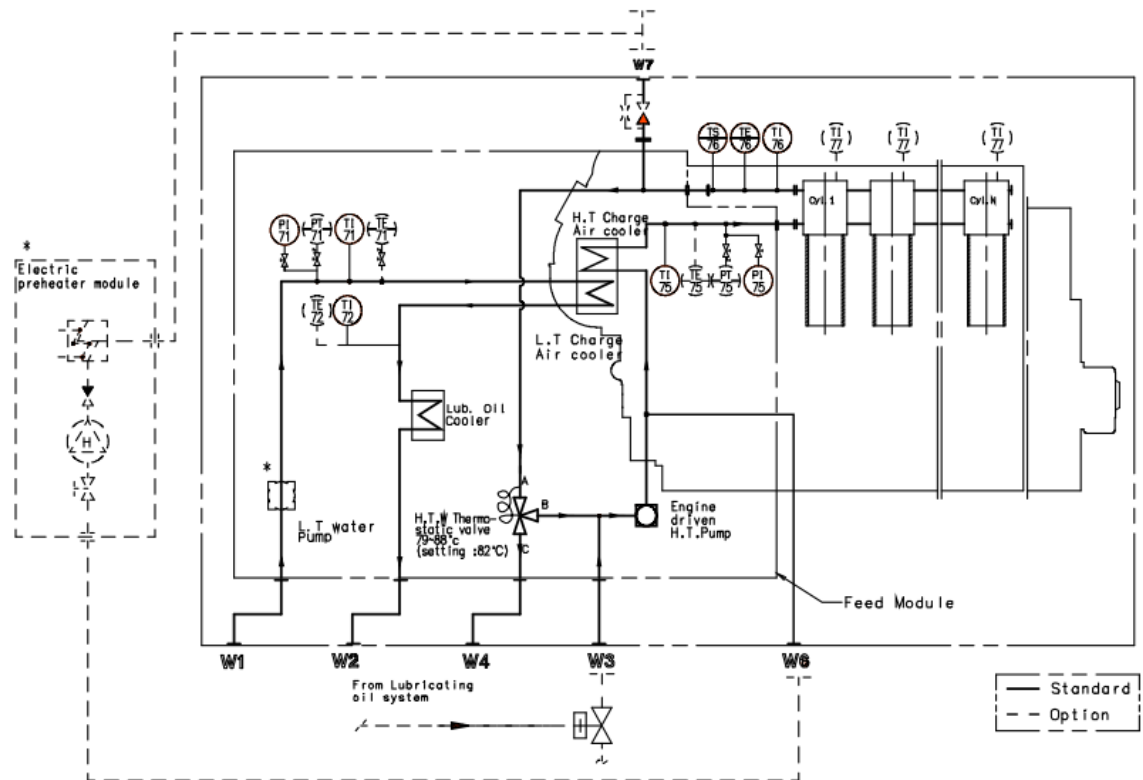 W7
TS
76
TE
76
TI
76
TI
77
TI
77
TI
77
Cyl.1
Cyl.N
H.T Charge
Air cooler
PI
71
PT
71
TI
71
TE
71
*
Electric
preheater module
TE
72
TI
72
TI
75
TE
75
PT
75
PI
75
L.T Charge
Air cooler
Lub. Oil
Cooler
H
*
L.T water
Pump
A
B
C
H.T.W Thermo-
static valve
79~88°c
(setting :82°C)
Engine
driven
H.T.Pump
Feed Module
W1
W2
W4
W3
W6
From Lubricating
oil system
Standard
Option